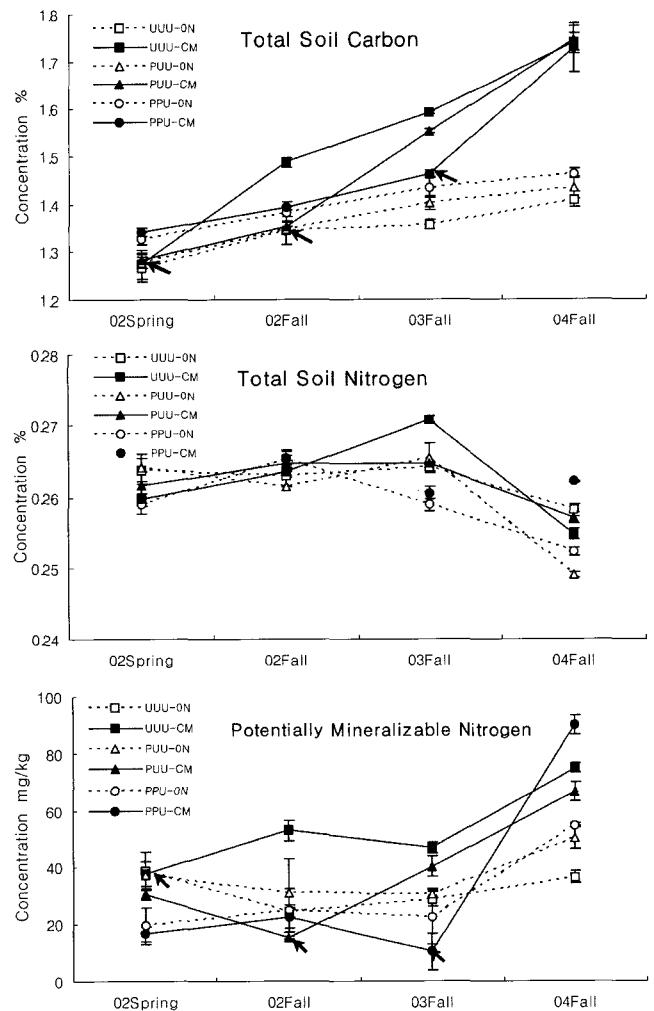 Total Soil Carbon
UUU-0N
UUU-CM
PUU-0N
PUU-CM
PPU-0N
PPU-CM
Concentration %
1.8
1.7
1.6
1.5
1.4
1.3
1.2
02Spring 02Fall 03Fall 04Fall
Total Soil Nitrogen
UUU-0N
UUU-CM
PUU-0N
PUU-CM
PPU-0N
PPU-CM
Concentration %
0.28
0.27
0.26
0.25
0.24
02Spring 02Fall 03Fall 04Fall
Potentially Mineralizable Nitrogen
UUU-0N
UUU-CM
PUU-0N
PUU-CM
PPU-0N
PPU-CM
Concentration mg/kg
100
80
60
40
20
0
02Spring 02Fall 03Fall 04Fall